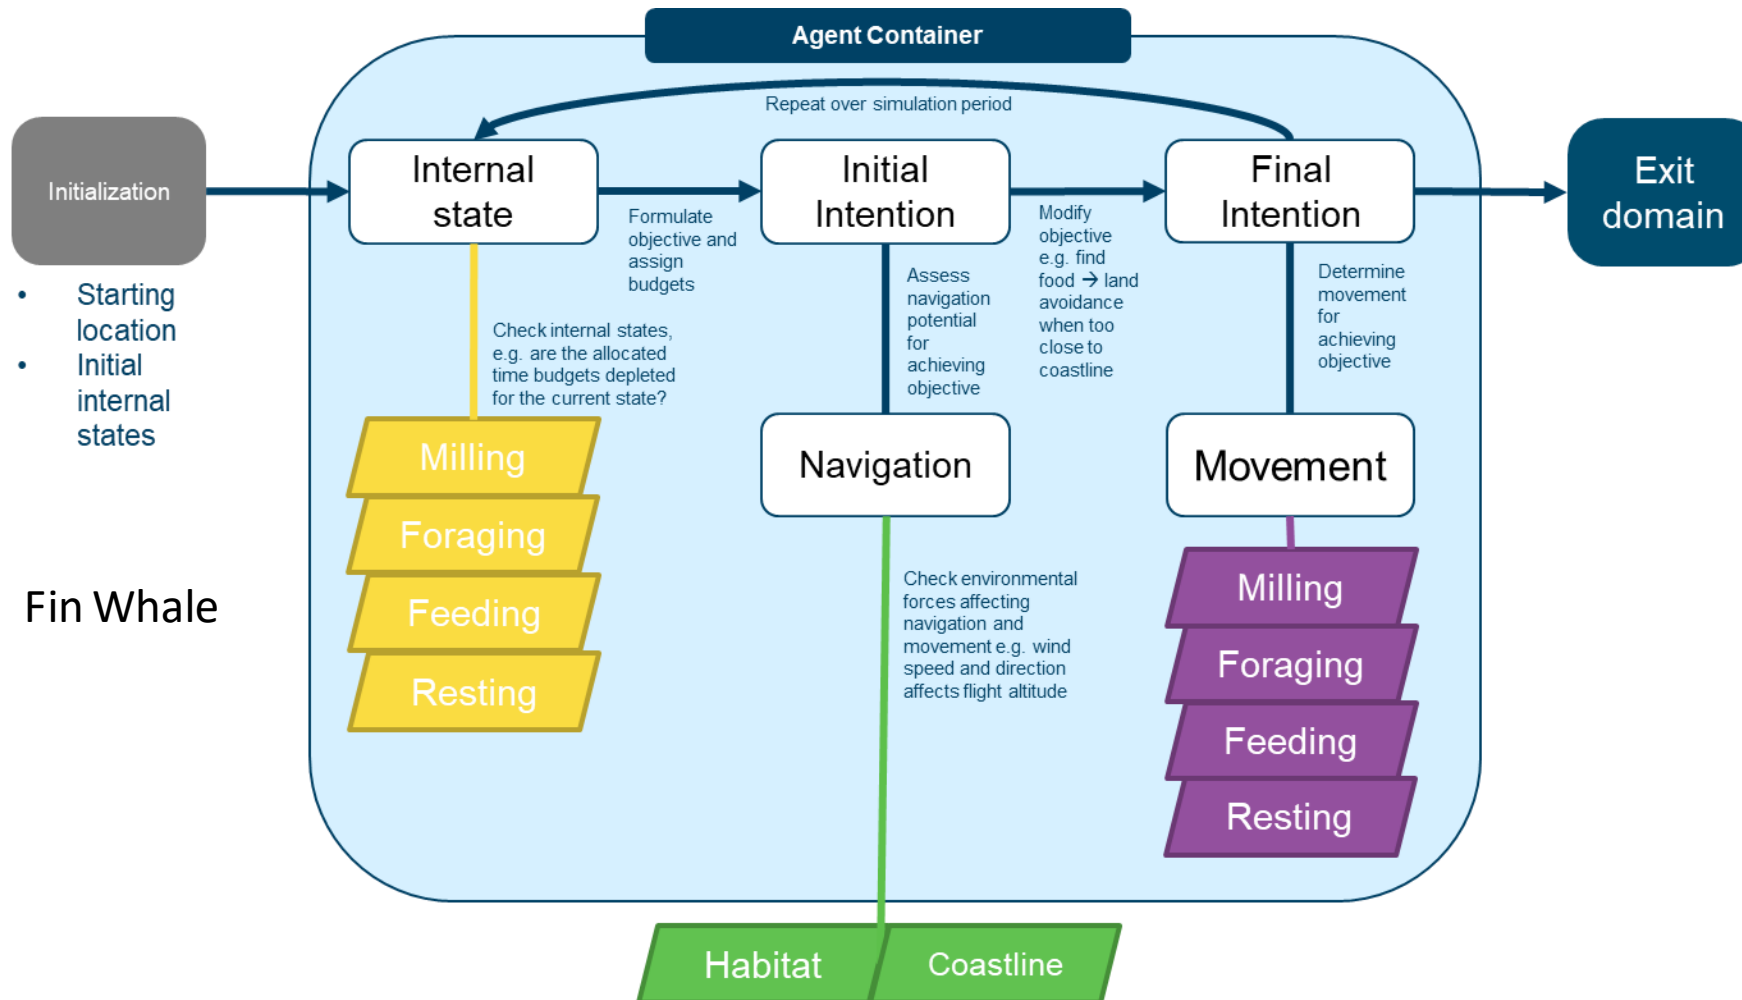 Agent Container
Repeat over simulation period
Initialization
Internal
state
Initial
Intention
Final
Intention
Exit
domain
Formulate
objective and
assign
budgets
Modify
objective
e.g. find
food → land
avoidance
when too
close to
coastline
Assess
navigation
potential
for
achieving
objective
Determine
movement
for
achieving
objective
• Starting
location
• Initial
internal
states
Check internal states,
e.g. are the allocated
time budgets depleted
for the current state?
Milling
Foraging
Feeding
Resting
Navigation
Movement
Check environmental
forces affecting
navigation and
movement e.g. wind
speed and direction
affects flight altitude
Milling
Foraging
Feeding
Resting
Fin Whale
Habitat
Coastline